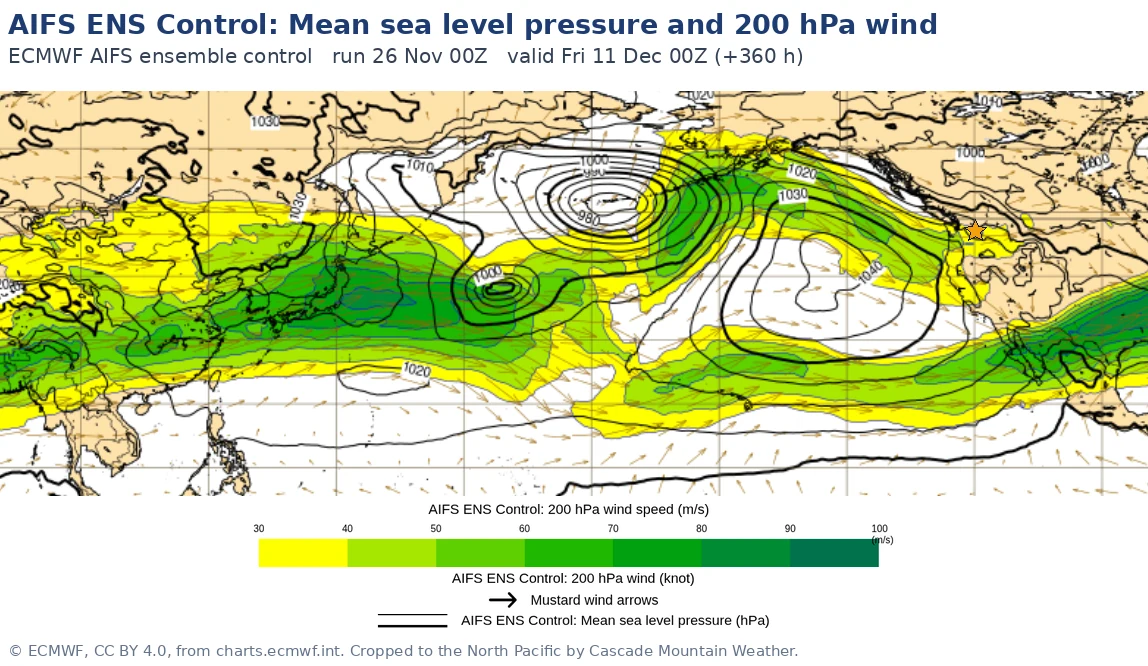 AIFS ENS Control: Mean sea level pressure and 200 hPa wind
ECMWF AIFS ensemble control run 26 Nov 00Z valid Fri 11 Dec 00Z (+360 h)
1020
1010
1030
1000
1000
1010
1000
1020
980
1030
1030
980
1040
1000
1020
AIFS ENS Control: 200 hPa wind speed (m/s)
30 40 50 60 70 80 90 100
(m/s)
AIFS ENS Control: 200 hPa wind (knot)
Mustard wind arrows
AIFS ENS Control: Mean sea level pressure (hPa)
© ECMWF, CC BY 4.0, from charts.ecmwf.int. Cropped to the North Pacific by Cascade Mountain Weather.